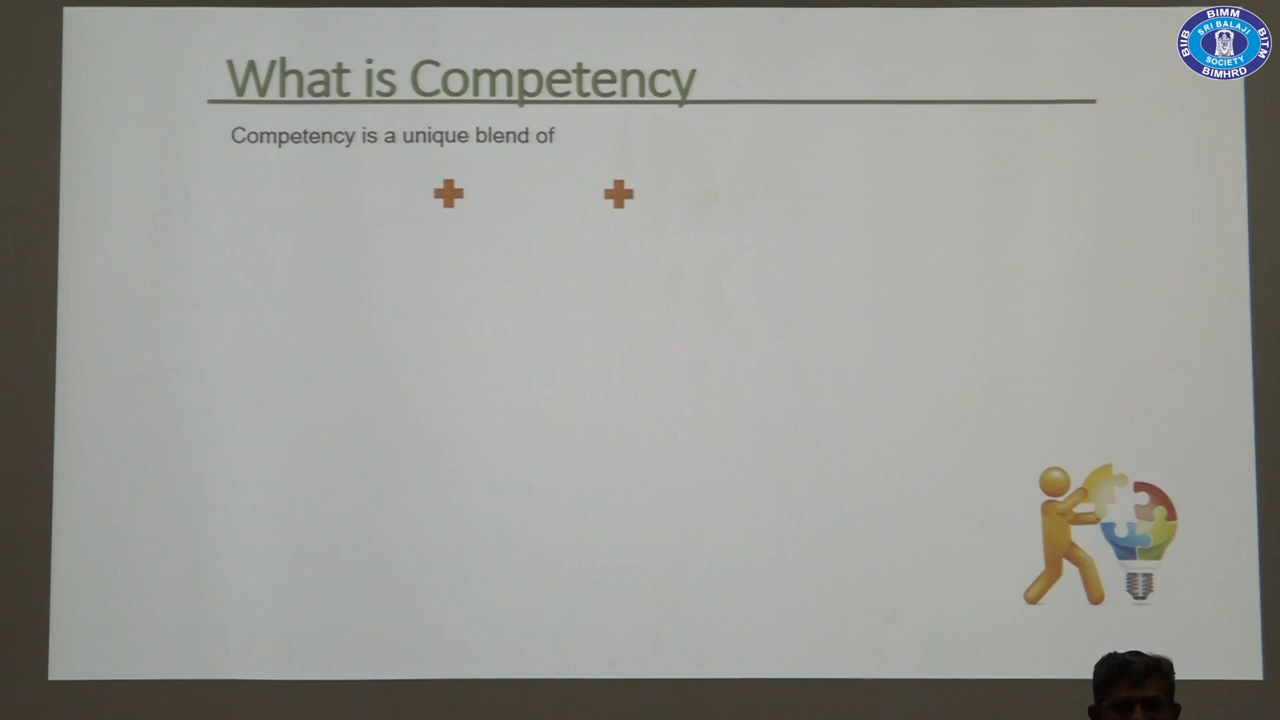 What is Competency
Competency is a unique blend of
BIMM
BIIB
SRI BALAJI
BITM
SOCIETY
BIMHRD